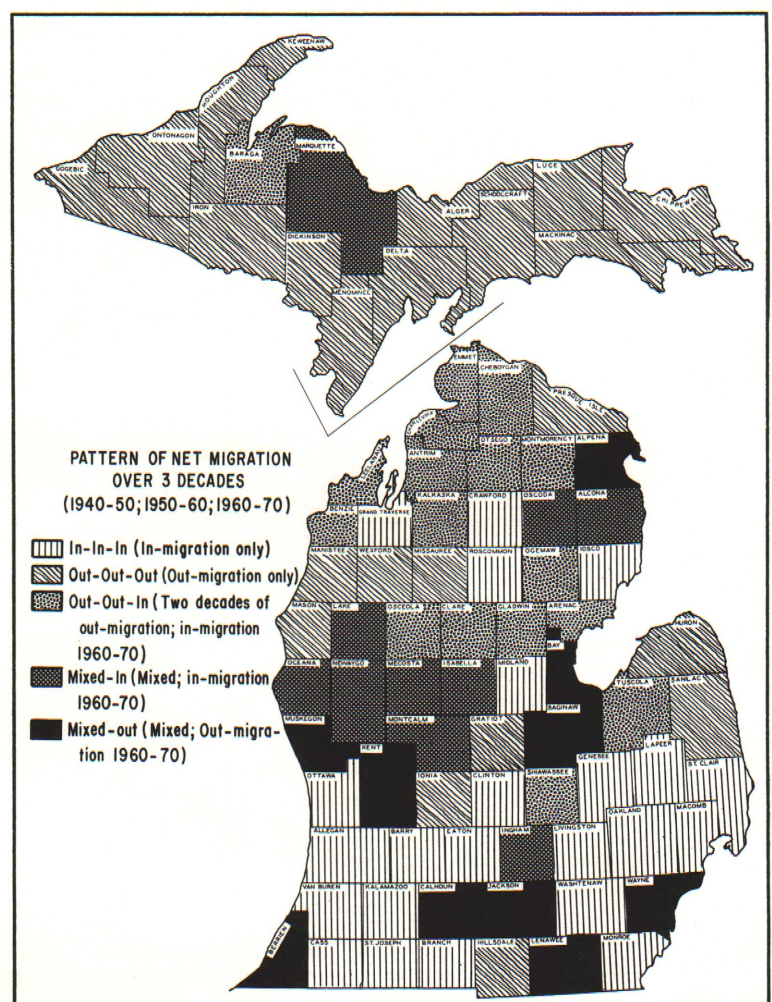 KEWEENAW
HOUGHTON
ONTONAGON
GOGEBIC
BARAGA
MARQUETTE
IRON
DICKINSON
MENOMINEE
DELTA
ALGER
SCHOOLCRAFT
LUCE
CHIPPEWA
MACKINAC
EMMET
CHEBOYGAN
PRESQUE ISLE
CHARLEVOIX
ANTRIM
OTSEGO
MONTMORENCY
ALPENA
LEELANAU
BENZIE
GRAND TRAVERSE
KALKASKA
CRAWFORD
OSCODA
ALCONA
MANISTEE
WEXFORD
MISSAUKEE
ROSCOMMON
OGEMAW
IOSCO
MASON
LAKE
OSCEOLA
CLARE
GLADWIN
ARENAC
HURON
OCEANA
NEWAYGO
MECOSTA
ISABELLA
MIDLAND
BAY
TUSCOLA
SANILAC
MUSKEGON
MONTCALM
GRATIOT
SAGINAW
KENT
OTTAWA
IONIA
CLINTON
SHIAWASSEE
GENESEE
LAPEER
ST. CLAIR
ALLEGAN
BARRY
EATON
INGHAM
LIVINGSTON
OAKLAND
MACOMB
VAN BUREN
KALAMAZOO
CALHOUN
JACKSON
WASHTENAW
WAYNE
BERRIEN
CASS
ST. JOSEPH
BRANCH
HILLSDALE
LENAWEE
MONROE
PATTERN OF NET MIGRATION
OVER 3 DECADES
(1940-50; 1950-60; 1960-70)
In-In-In (In-migration only)
Out-Out-Out (Out-migration only)
Out-Out-In (Two decades of
out-migration; in-migration
1960-70)
Mixed-In (Mixed; in-migration
1960-70)
Mixed-out (Mixed; Out-migra-
tion 1960-70)